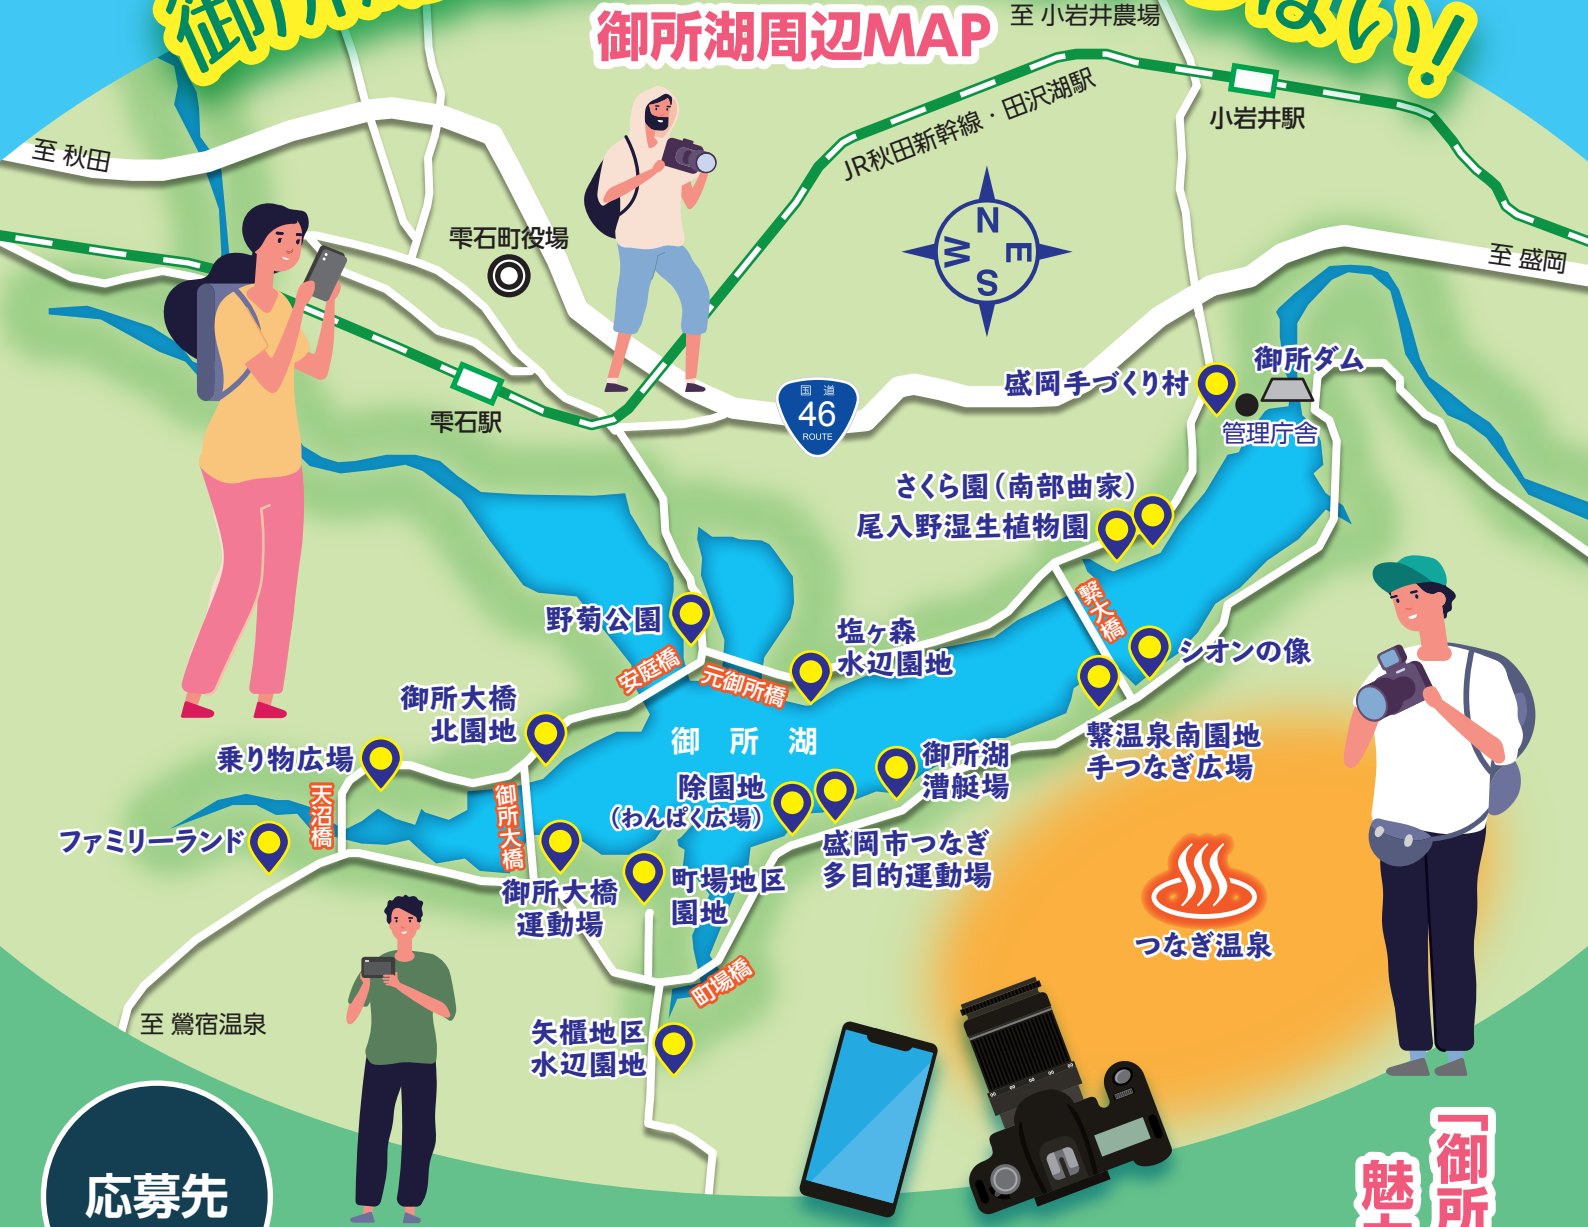 御所
ない!
御所湖周辺MAP
至 小岩井農場
至 秋田
小岩井駅
JR秋田新幹線・田沢湖駅
雫石町役場
N
W
E
S
至 盛岡
御所ダム
盛岡手づくり村
国 道
46
ROUTE
管理庁舎
雫石駅
さくら園(南部曲家)
尾入野湿生植物園
繋大橋
野菊公園
塩ヶ森
水辺園地
シオンの像
安庭橋
元御所橋
御所大橋
北園地
御 所 湖
繋温泉南園地
手つなぎ広場
乗り物広場
御所湖
漕艇場
除園地
(わんぱく広場)
天沼橋
御所大橋
ファミリーランド
盛岡市つなぎ
多目的運動場
町場地区
園地
御所大橋
運動場
つなぎ温泉
町場橋
至 鶯宿温泉
矢櫃地区
水辺園地
応募先
「御所
魅